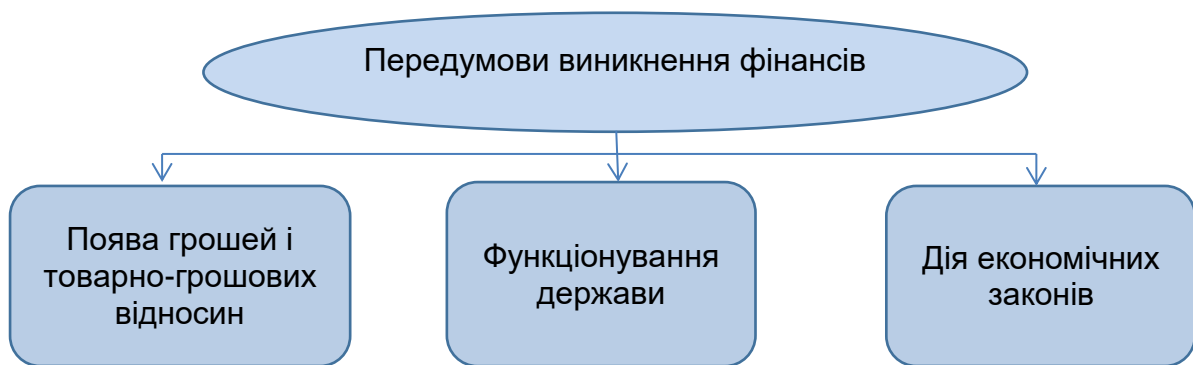 Передумови виникнення фінансів
Поява грошей і
товарно-грошових
відносин
Функціонування
держави
Дія економічних
законів